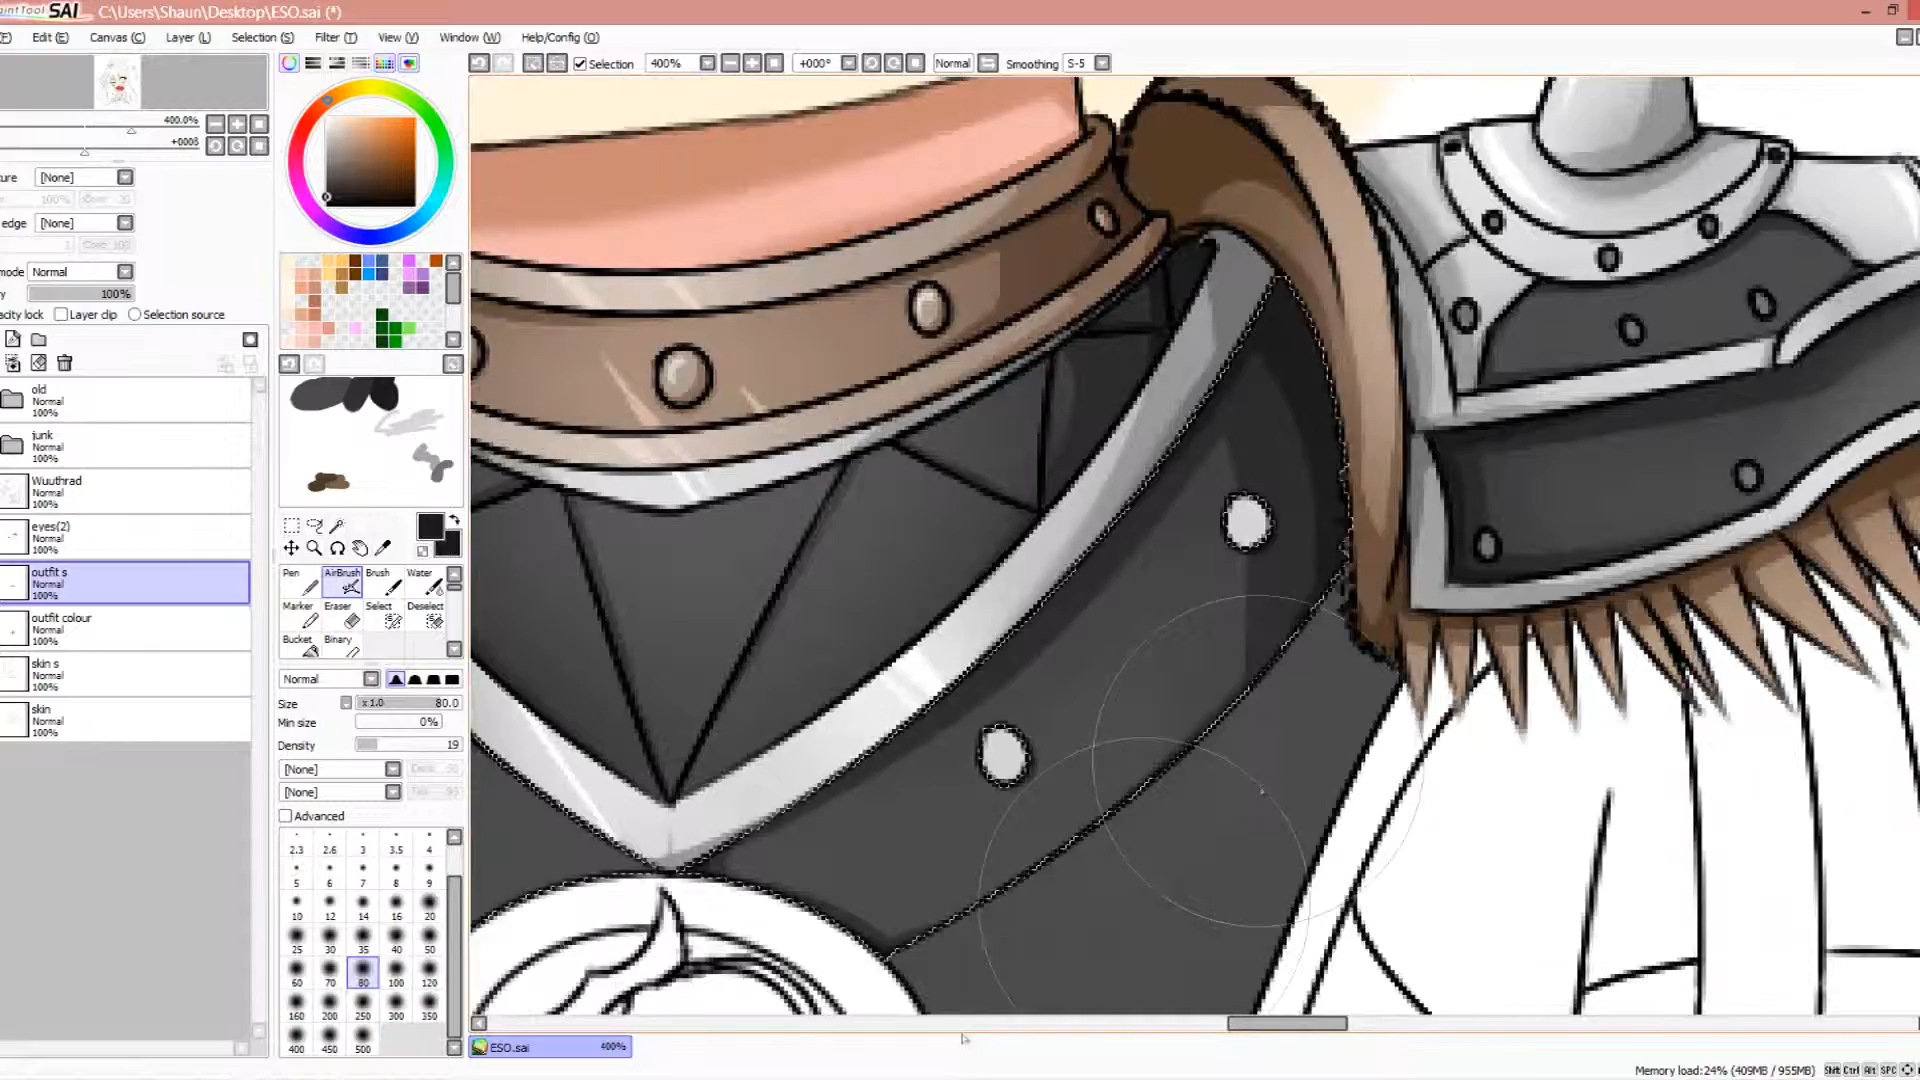 PaintTool SAI C:\Users\Shaun\Desktop\ESO.sai (*)
(F) Edit (E) Canvas (C) Layer (L) Selection (S) Filter (T) View (V) Window (W) Help/Config (O)
Selection 400% +000° Normal Smoothing S-5
400.0%
ture [None]
100%
edge [None]
mode Normal
y 100%
acity lock Layer clip Selection source
old
Normal
100%
junk
Normal
100%
Wuuthrad
Normal
100%
eyes(2)
Normal
100%
outfit s
Normal
100%
outfit colour
Normal
100%
skin s
Normal
100%
skin
Normal
100%
Pen AirBrush Brush Water
Marker Eraser Select Deselect
Bucket Binary
Normal
Size x 1.0 80.0
Min size 0%
Density 19
[None]
[None]
Advanced
2.3 2.6 3 3.5 4
5 6 7 8 9
10 12 14 16 20
25 30 35 40 50
60 70 80 100 120
160 200 250 300 350
400 450 500
ESO.sai 400%
Memory load:24% (409MB / 955MB) Shft Ctrl Alt SPC